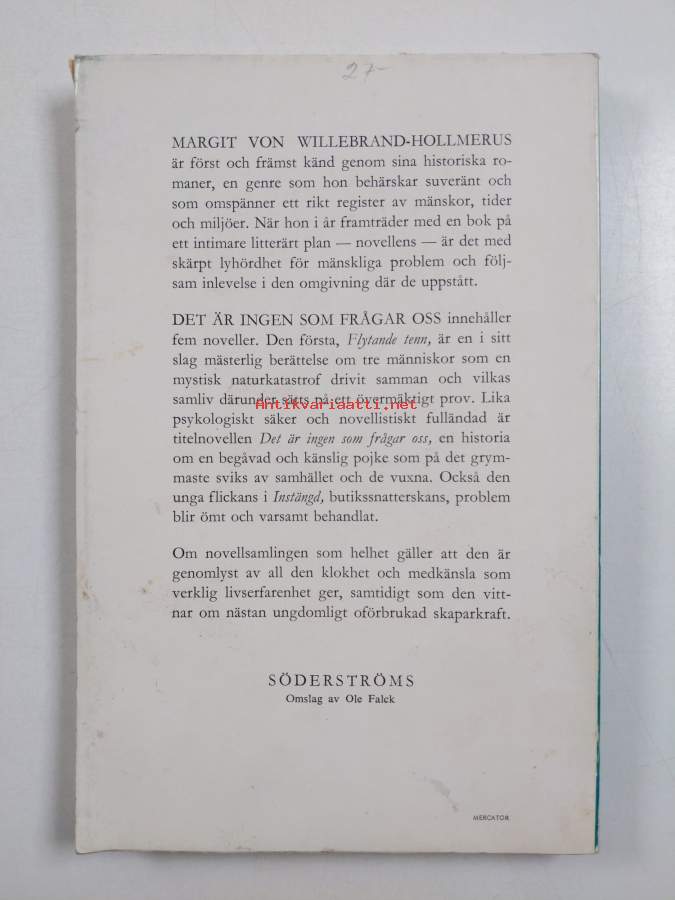 27-
MARGIT VON WILLEBRAND-HOLLMERUS
är först och främst känd genom sina historiska ro-
maner, en genre som hon behärskar suveränt och
som omspänner ett rikt register av mänskor, tider
och miljöer. När hon i år framträder med en bok på
ett intimare litterärt plan — novellens — är det med
skärpt lyhördhet för mänskliga problem och följ-
sam inlevelse i den omgivning där de uppstått.
DET ÄR INGEN SOM FRÅGAR OSS innehåller
fem noveller. Den första, Flytande tenn, är en i sitt
slag mästerlig berättelse om tre människor som en
mystisk naturkatastrof drivit samman och vilkas
samliv därunder sätts på ett övermäktigt prov. Lika
Antikvariaatti.net
psykologiskt säker och novellistiskt fulländad är
titelnovellen Det är ingen som frågar oss, en historia
om en begåvad och känslig pojke som på det grym-
maste sviks av samhället och de vuxna. Också den
unga flickans i Instängd, butikssnatterskans, problem
blir ömt och varsamt behandlat.
Om novellsamlingen som helhet gäller att den är
genomlyst av all den klokhet och medkänsla som
verklig livserfarenhet ger, samtidigt som den vitt-
nar om nästan ungdomligt oförbrukad skaparkraft.
SÖDERSTRÖMS
Omslag av Ole Falck
MERCATOR